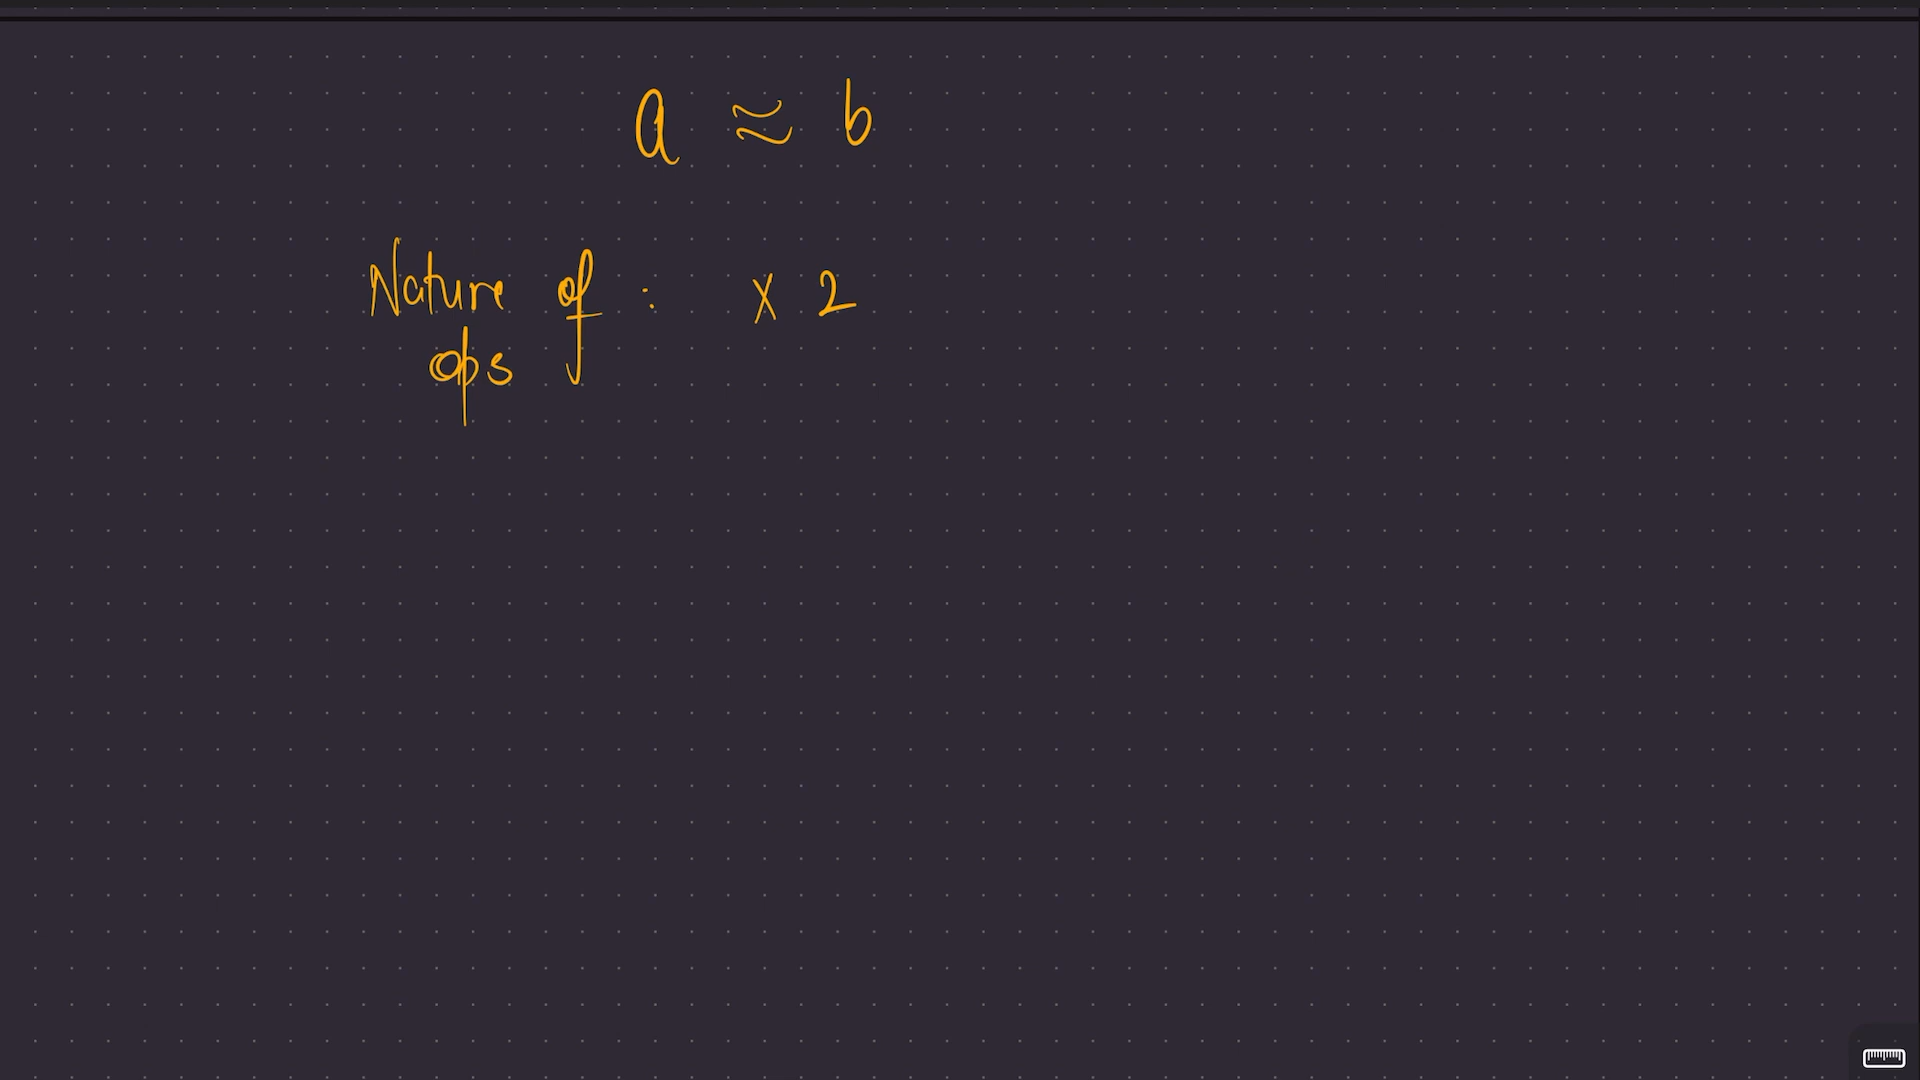 a ≈ b
Nature of : x 2
ops